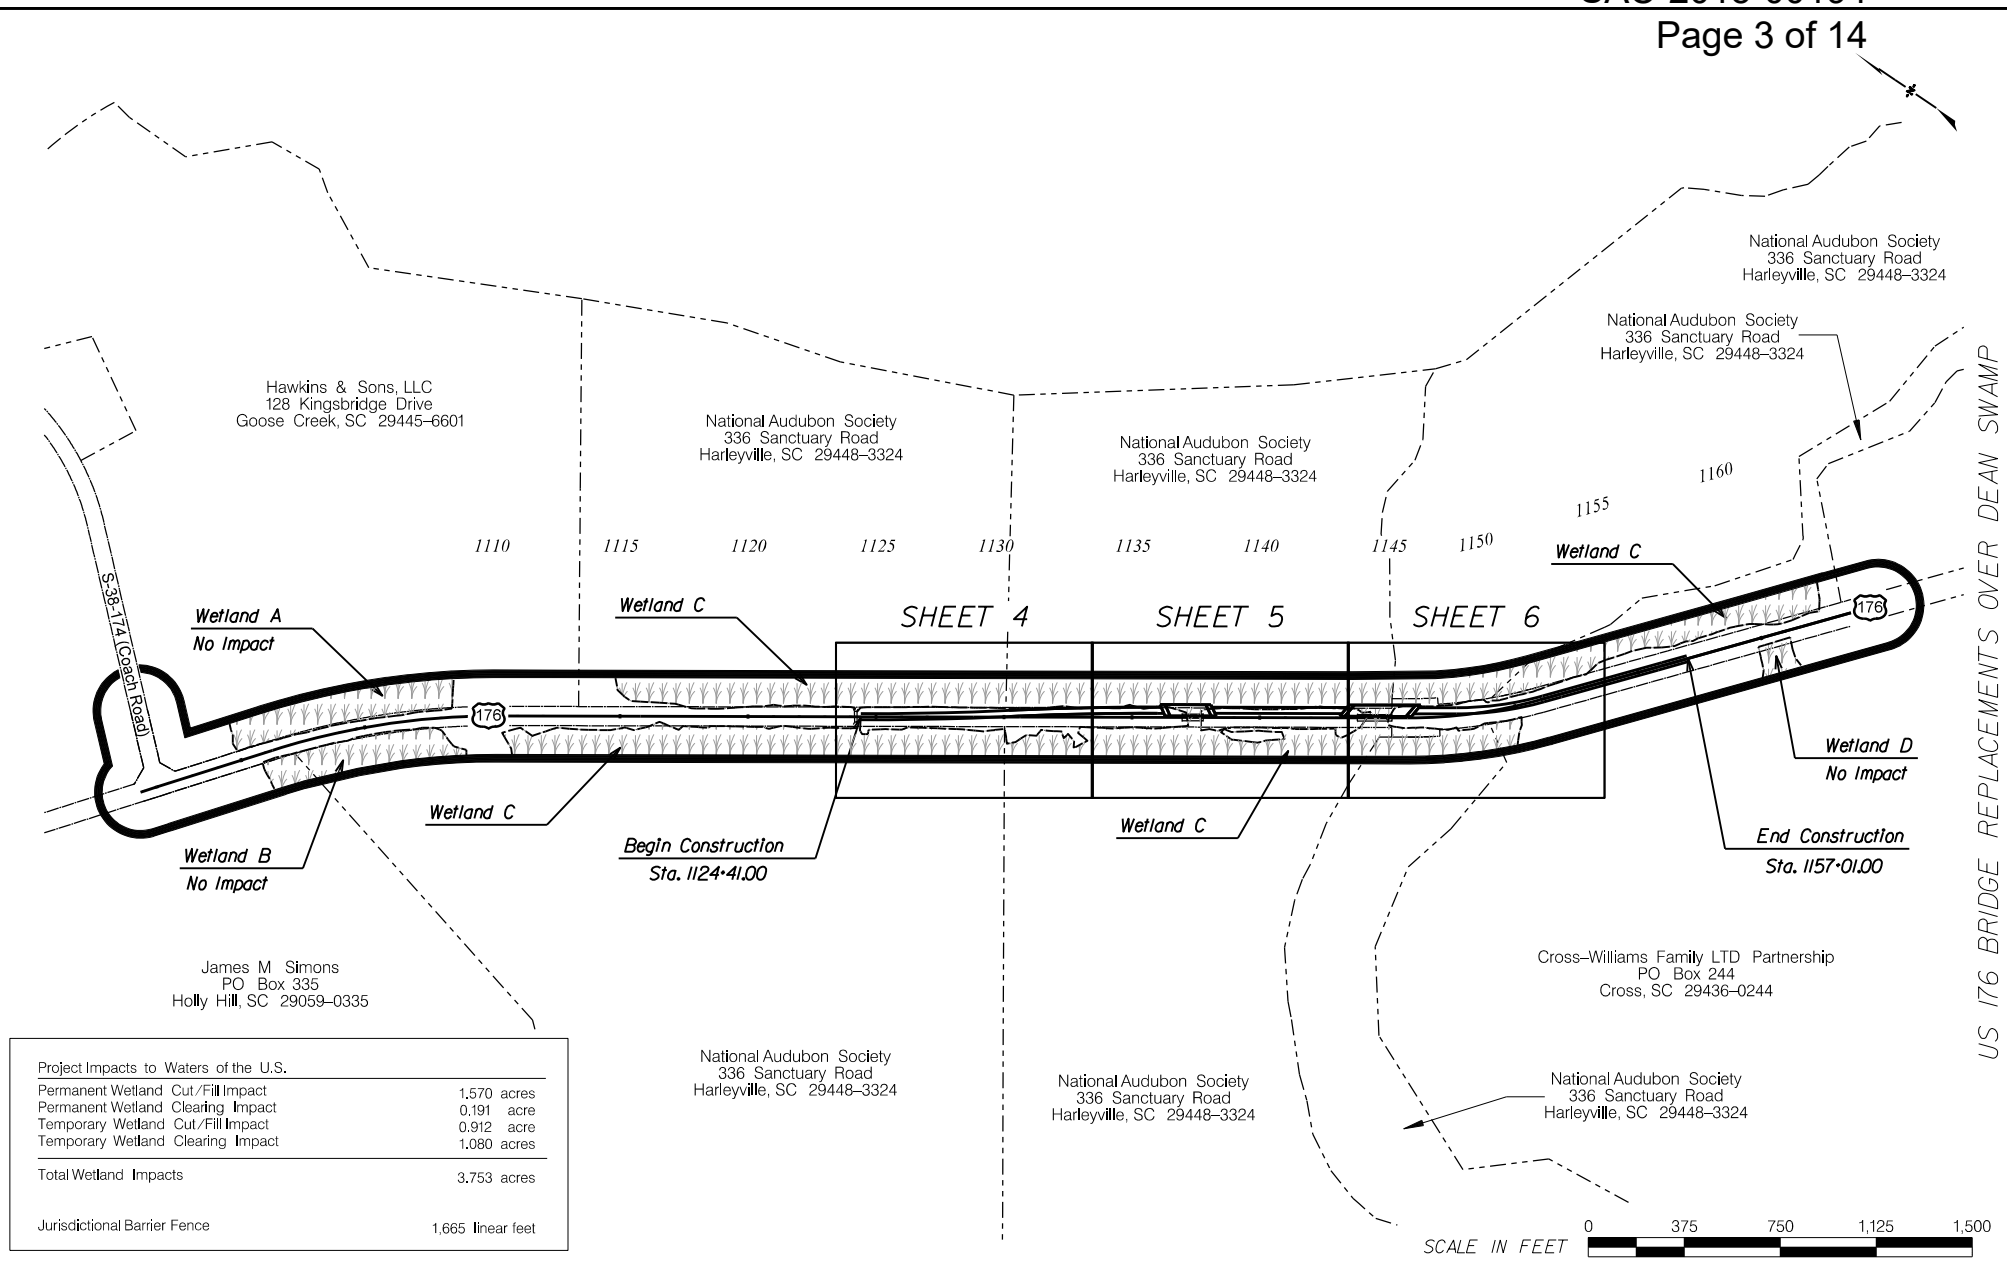 Page 3 of 14
National Audubon Society
336 Sanctuary Road
Harleyville, SC 29448-3324
National Audubon Society
336 Sanctuary Road
Harleyville, SC 29448-3324
Hawkins & Sons, LLC
128 Kingsbridge Drive
Goose Creek, SC 29445-6601
National Audubon Society
336 Sanctuary Road
Harleyville, SC 29448-3324
National Audubon Society
336 Sanctuary Road
Harleyville, SC 29448-3324
1110
1115
1120
1125
1130
1135
1140
1145
1150
1155
1160
S-38-174 (Coach Road)
Wetland A
No Impact
Wetland C
SHEET 4
SHEET 5
SHEET 6
Wetland C
176
176
Wetland D
No Impact
Wetland B
No Impact
Wetland C
Begin Construction
Sta. 1124+41.00
Wetland C
End Construction
Sta. 1157+01.00
US 176 BRIDGE REPLACEMENTS OVER DEAN SWAMP
James M Simons
PO Box 335
Holly Hill, SC 29059-0335
Cross-Williams Family LTD Partnership
PO Box 244
Cross, SC 29436-0244
National Audubon Society
336 Sanctuary Road
Harleyville, SC 29448-3324
National Audubon Society
336 Sanctuary Road
Harleyville, SC 29448-3324
National Audubon Society
336 Sanctuary Road
Harleyville, SC 29448-3324
Project Impacts to Waters of the U.S.
Permanent Wetland Cut/Fill Impact 1.570 acres
Permanent Wetland Clearing Impact 0.191 acre
Temporary Wetland Cut/Fill Impact 0.912 acre
Temporary Wetland Clearing Impact 1.080 acres
Total Wetland Impacts 3.753 acres
Jurisdictional Barrier Fence 1,665 linear feet
SCALE IN FEET
0 375 750 1,125 1,500